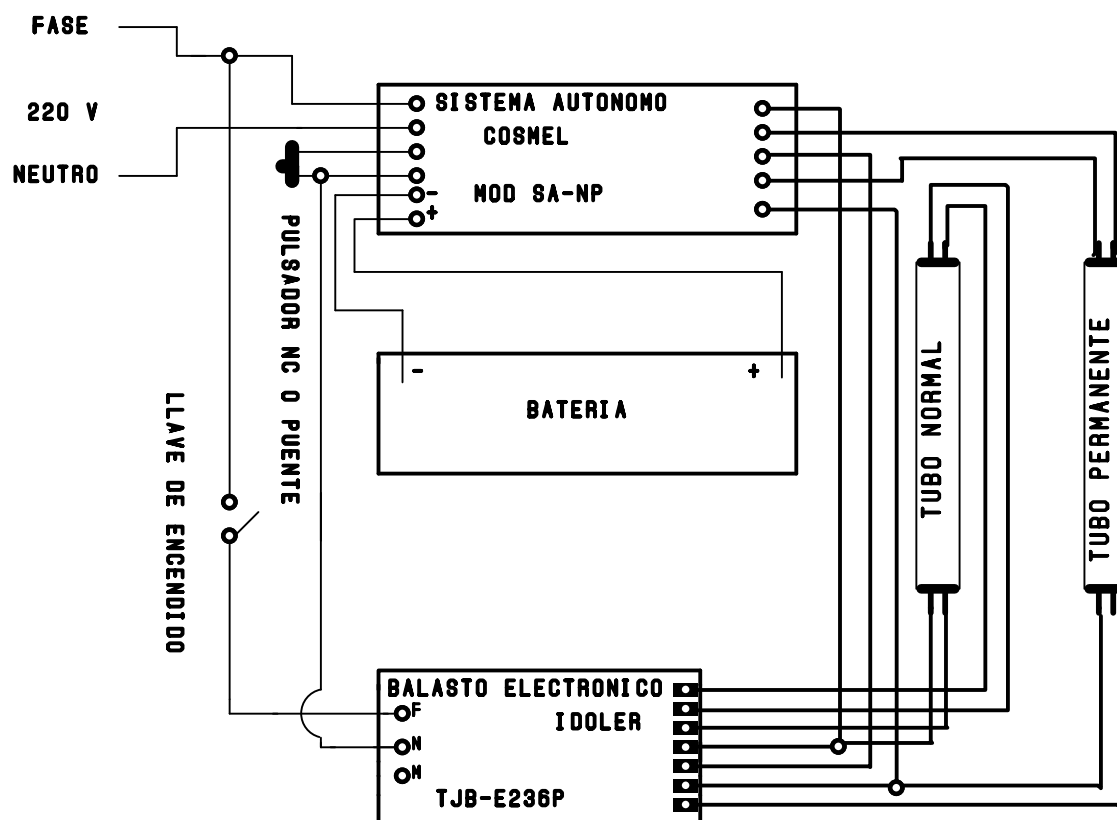 FASE
220 V
NEUTRO
SISTEMA AUTONOMO
COSMEL
MOD SA-NP
-
+
PULSADOR NC O PUENTE
LLAVE DE ENCENDIDO
- +
BATERIA
TUBO NORMAL
TUBO PERMANENTE
BALASTO ELECTRONICO
IDOLER
F
N
M
TJB-E236P